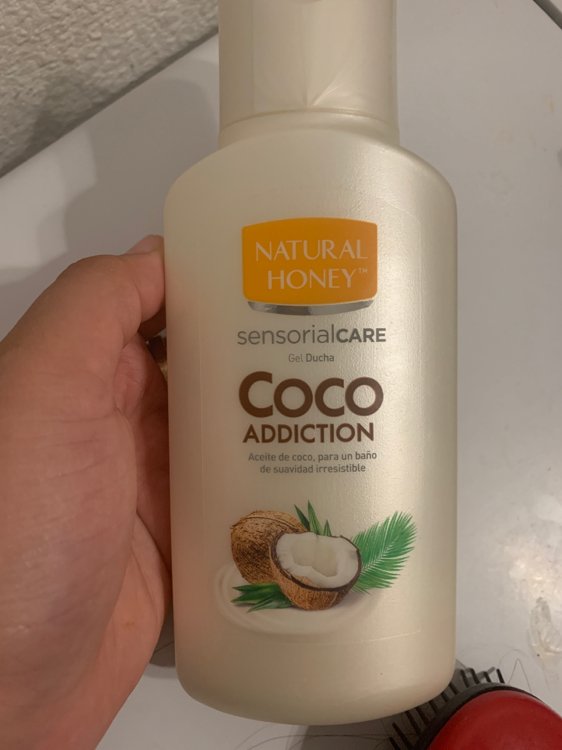 NATURAL
HONEY™
sensorialCARE
Gel Ducha
COCO
ADDICTION
Aceite de coco, para un baño
de suavidad irresistible